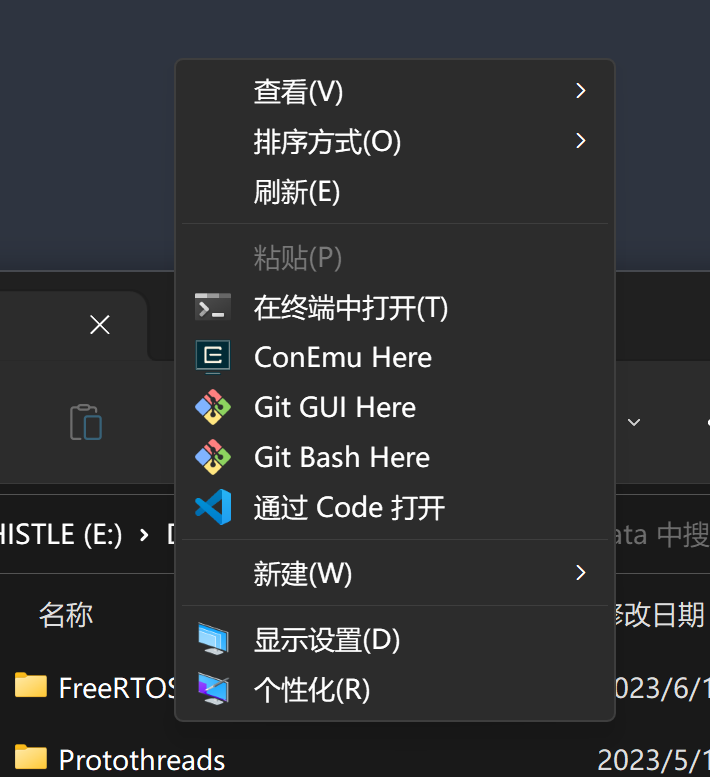 查看(V)
排序方式(O)
刷新(E)
粘贴(P)
在终端中打开(T)
ConEmu Here
Git GUI Here
Git Bash Here
通过 Code 打开
HISTLE (E:)
ata 中搜
新建(W)
名称
修改日期
显示设置(D)
FreeRTOS
2023/6/1
个性化(R)
Protothreads
2023/5/1